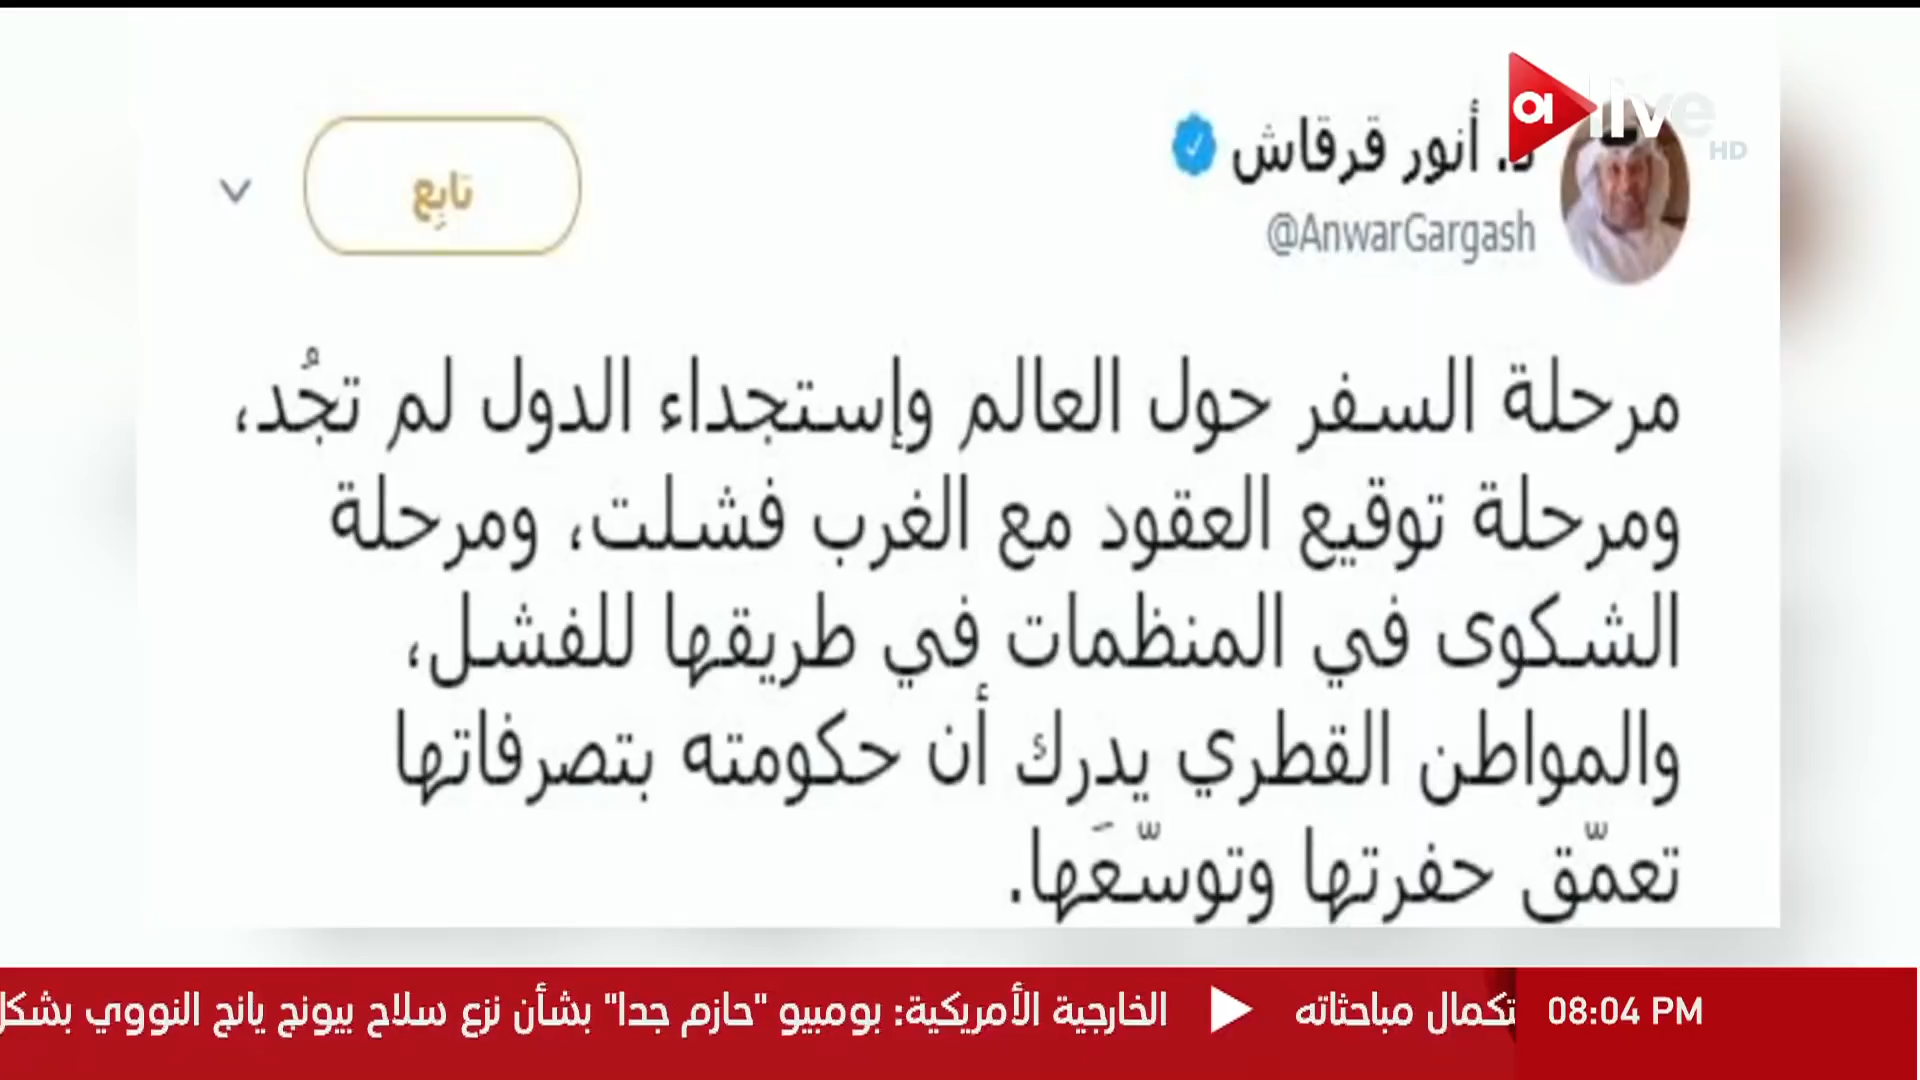 live
HD
د. أنور قرقاش
@AnwarGargash
تابِع
مرحلة السفر حول العالم وإستجداء الدول لم تجُد،
ومرحلة توقيع العقود مع الغرب فشلت، ومرحلة
الشكوى في المنظمات في طريقها للفشل،
والمواطن القطري يدرك أن حكومته بتصرفاتها
تعمّق حفرتها وتوسّعَها.
08:04 PM
تكمال مباحثاته
الخارجية الأمريكية: بومبيو "حازم جدا" بشأن نزع سلاح بيونج يانج النووي بشكل